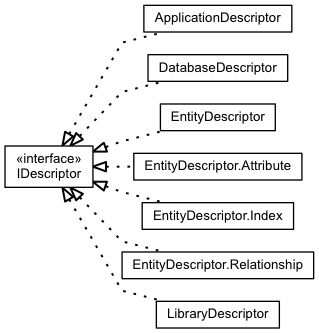 ApplicationDescriptor
DatabaseDescriptor
EntityDescriptor
«interface»
IDescriptor
EntityDescriptor.Attribute
EntityDescriptor.Index
EntityDescriptor.Relationship
LibraryDescriptor